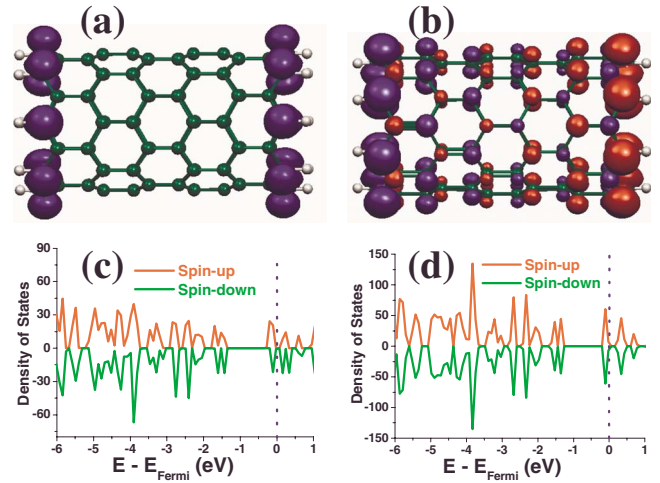 (a)
(b)
(c)
Spin-up
Spin-down
Density of States
90
60
30
0
-30
-60
-6 -5 -4 -3 -2 -1 0 1
E - EFermi (eV)
(d)
Spin-up
Spin-down
Density of States
150
100
50
0
-50
-100
-150
-6 -5 -4 -3 -2 -1 0 1
E - EFermi (eV)